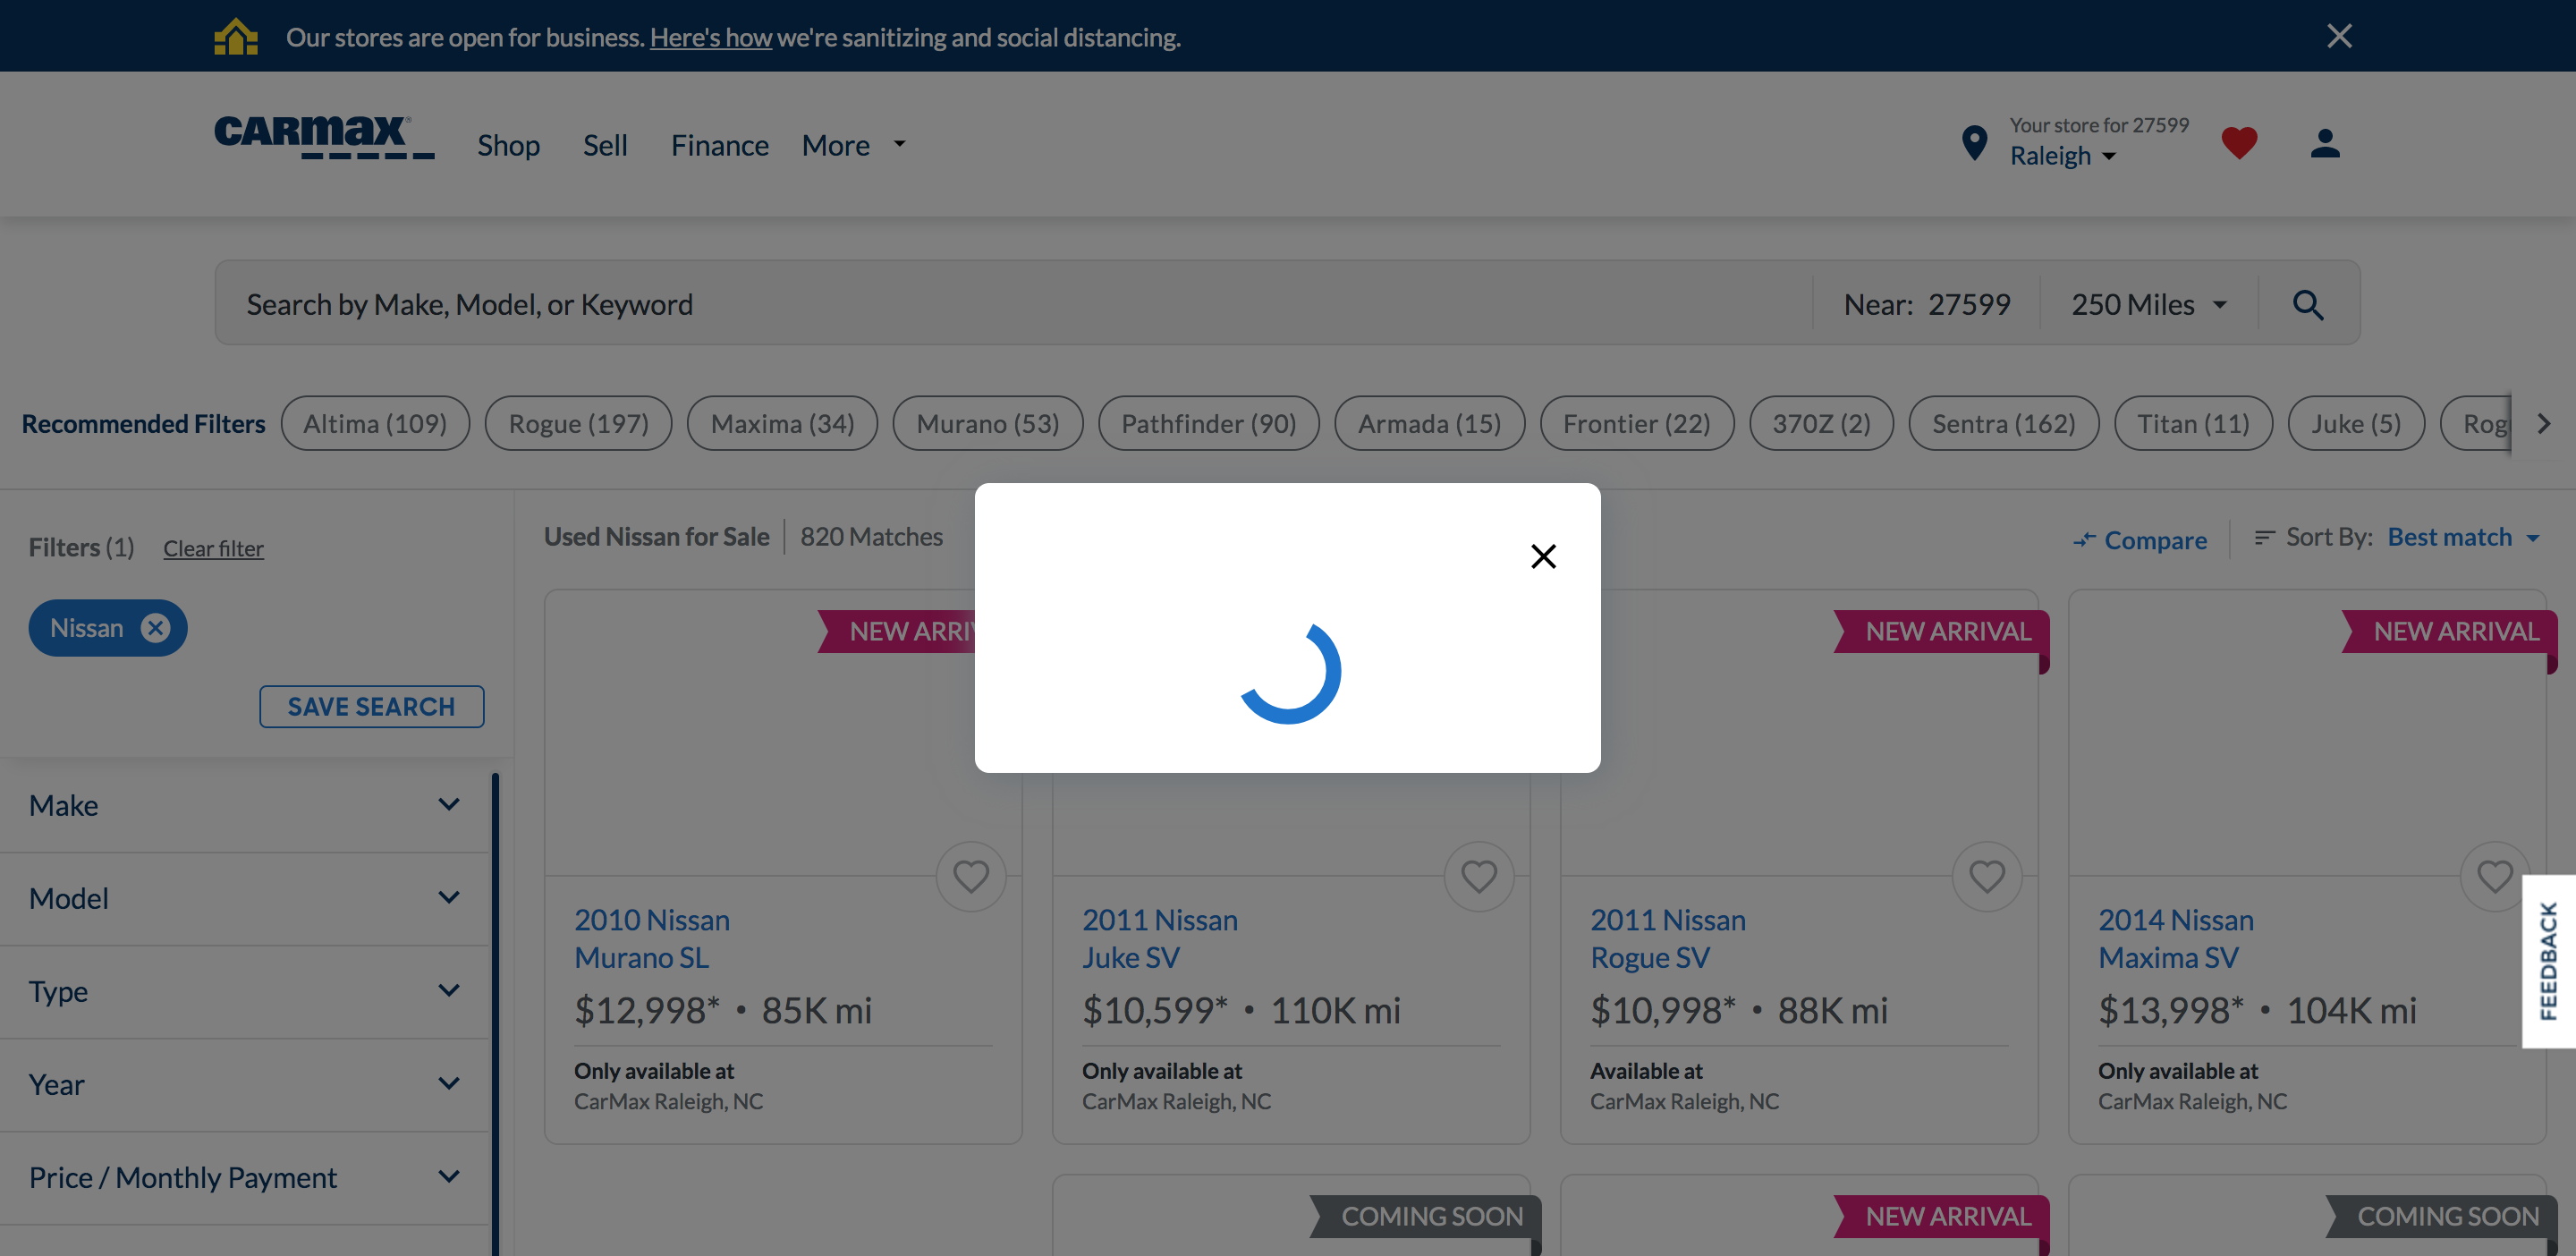 Our stores are open for business. Here's how we're sanitizing and social distancing.
CARMAX
Shop Sell Finance More
Your store for 27599
Raleigh
Search by Make, Model, or Keyword Near: 27599 250 Miles
Recommended Filters Altima (109) Rogue (197) Maxima (34) Murano (53) Pathfinder (90) Armada (15) Frontier (22) 370Z (2) Sentra (162) Titan (11) Juke (5) Rog
Filters (1) Clear filter
Nissan
SAVE SEARCH
Make
Model
Type
Year
Price / Monthly Payment
Used Nissan for Sale 820 Matches Compare Sort By: Best match
NEW ARRIV
2010 Nissan
Murano SL
$12,998* • 85K mi
Only available at
CarMax Raleigh, NC
2011 Nissan
Juke SV
$10,599* • 110K mi
Only available at
CarMax Raleigh, NC
NEW ARRIVAL
2011 Nissan
Rogue SV
$10,998* • 88K mi
Available at
CarMax Raleigh, NC
NEW ARRIVAL
2014 Nissan
Maxima SV
$13,998* • 104K mi
Only available at
CarMax Raleigh, NC
COMING SOON
NEW ARRIVAL
COMING SOON
FEEDBACK